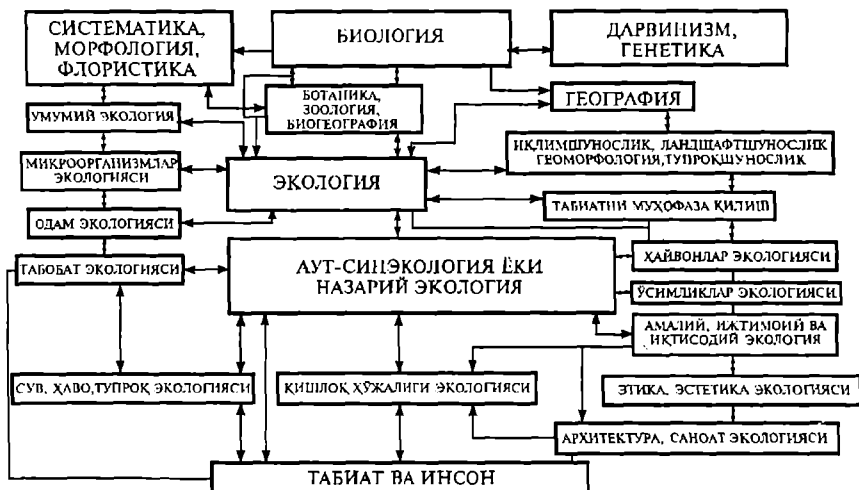 СИСТЕМАТИКА,
МОРФОЛОГИЯ,
ФЛОРИСТИКА
БИОЛОГИЯ
ДАРВИНИЗМ,
ГЕНЕТИКА
БОТАНИКА,
ЗООЛОГИЯ,
БИОГЕОГРАФИЯ
ГЕОГРАФИЯ
УМУМИЙ ЭКОЛОГИЯ
ИҚЛИМШУНОСЛИК, ЛАНДШАФТШУНОСЛИК
ГЕОМОРФОЛОГИЯ,ТУПРОҚШУНОСЛИК
МИКРООРГАНИЗМЛАР
ЭКОЛОГИЯСИ
ЭКОЛОГИЯ
ТАБИАТНИ МУҲОФАЗА ҚИЛИШ
ОДАМ ЭКОЛОГИЯСИ
ТАБОБАТ ЭКОЛОГИЯСИ
АУТ-СИНЭКОЛОГИЯ ЁКИ
НАЗАРИЙ ЭКОЛОГИЯ
ҲАЙВОНЛАР ЭКОЛОГИЯСИ
ЎСИМЛИКЛАР ЭКОЛОГИЯСИ
АМАЛИЙ, ИЖТИМОИЙ ВА
ИҚТИСОДИЙ ЭКОЛОГИЯ
СУВ, ҲАВО,ТУПРОҚ ЭКОЛОГИЯСИ
ҚИШЛОҚ ХЎЖАЛИГИ ЭКОЛОГИЯСИ
ЭТИКА, ЭСТЕТИКА ЭКОЛОГИЯСИ
АРХИТЕКТУРА, САНОАТ ЭКОЛОГИЯСИ
ТАБИАТ ВА ИНСОН